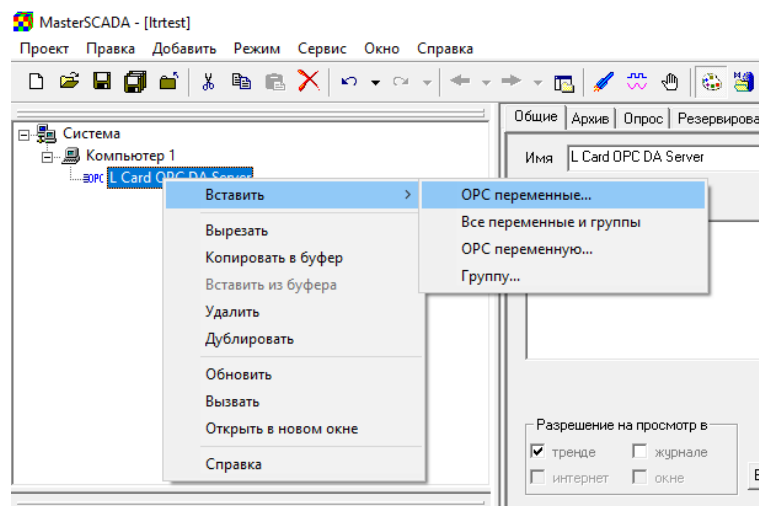 MasterSCADA - [ltrtest]
Проект Правка Добавить Режим Сервис Окно Справка
Общие Архив Опрос
Система
Компьютер 1
Имя L Card OPC DA Server
OPC L Card OPC DA Server
Вставить > OPC переменные...
Все переменные и группы
Вырезать
OPC переменную...
Копировать в буфер
Группу...
Вставить из буфера
Удалить
Дублировать
Обновить
Вызвать
Открыть в новом окне
Справка
Разрешение на просмотр в
тренде журнале
интернет окне